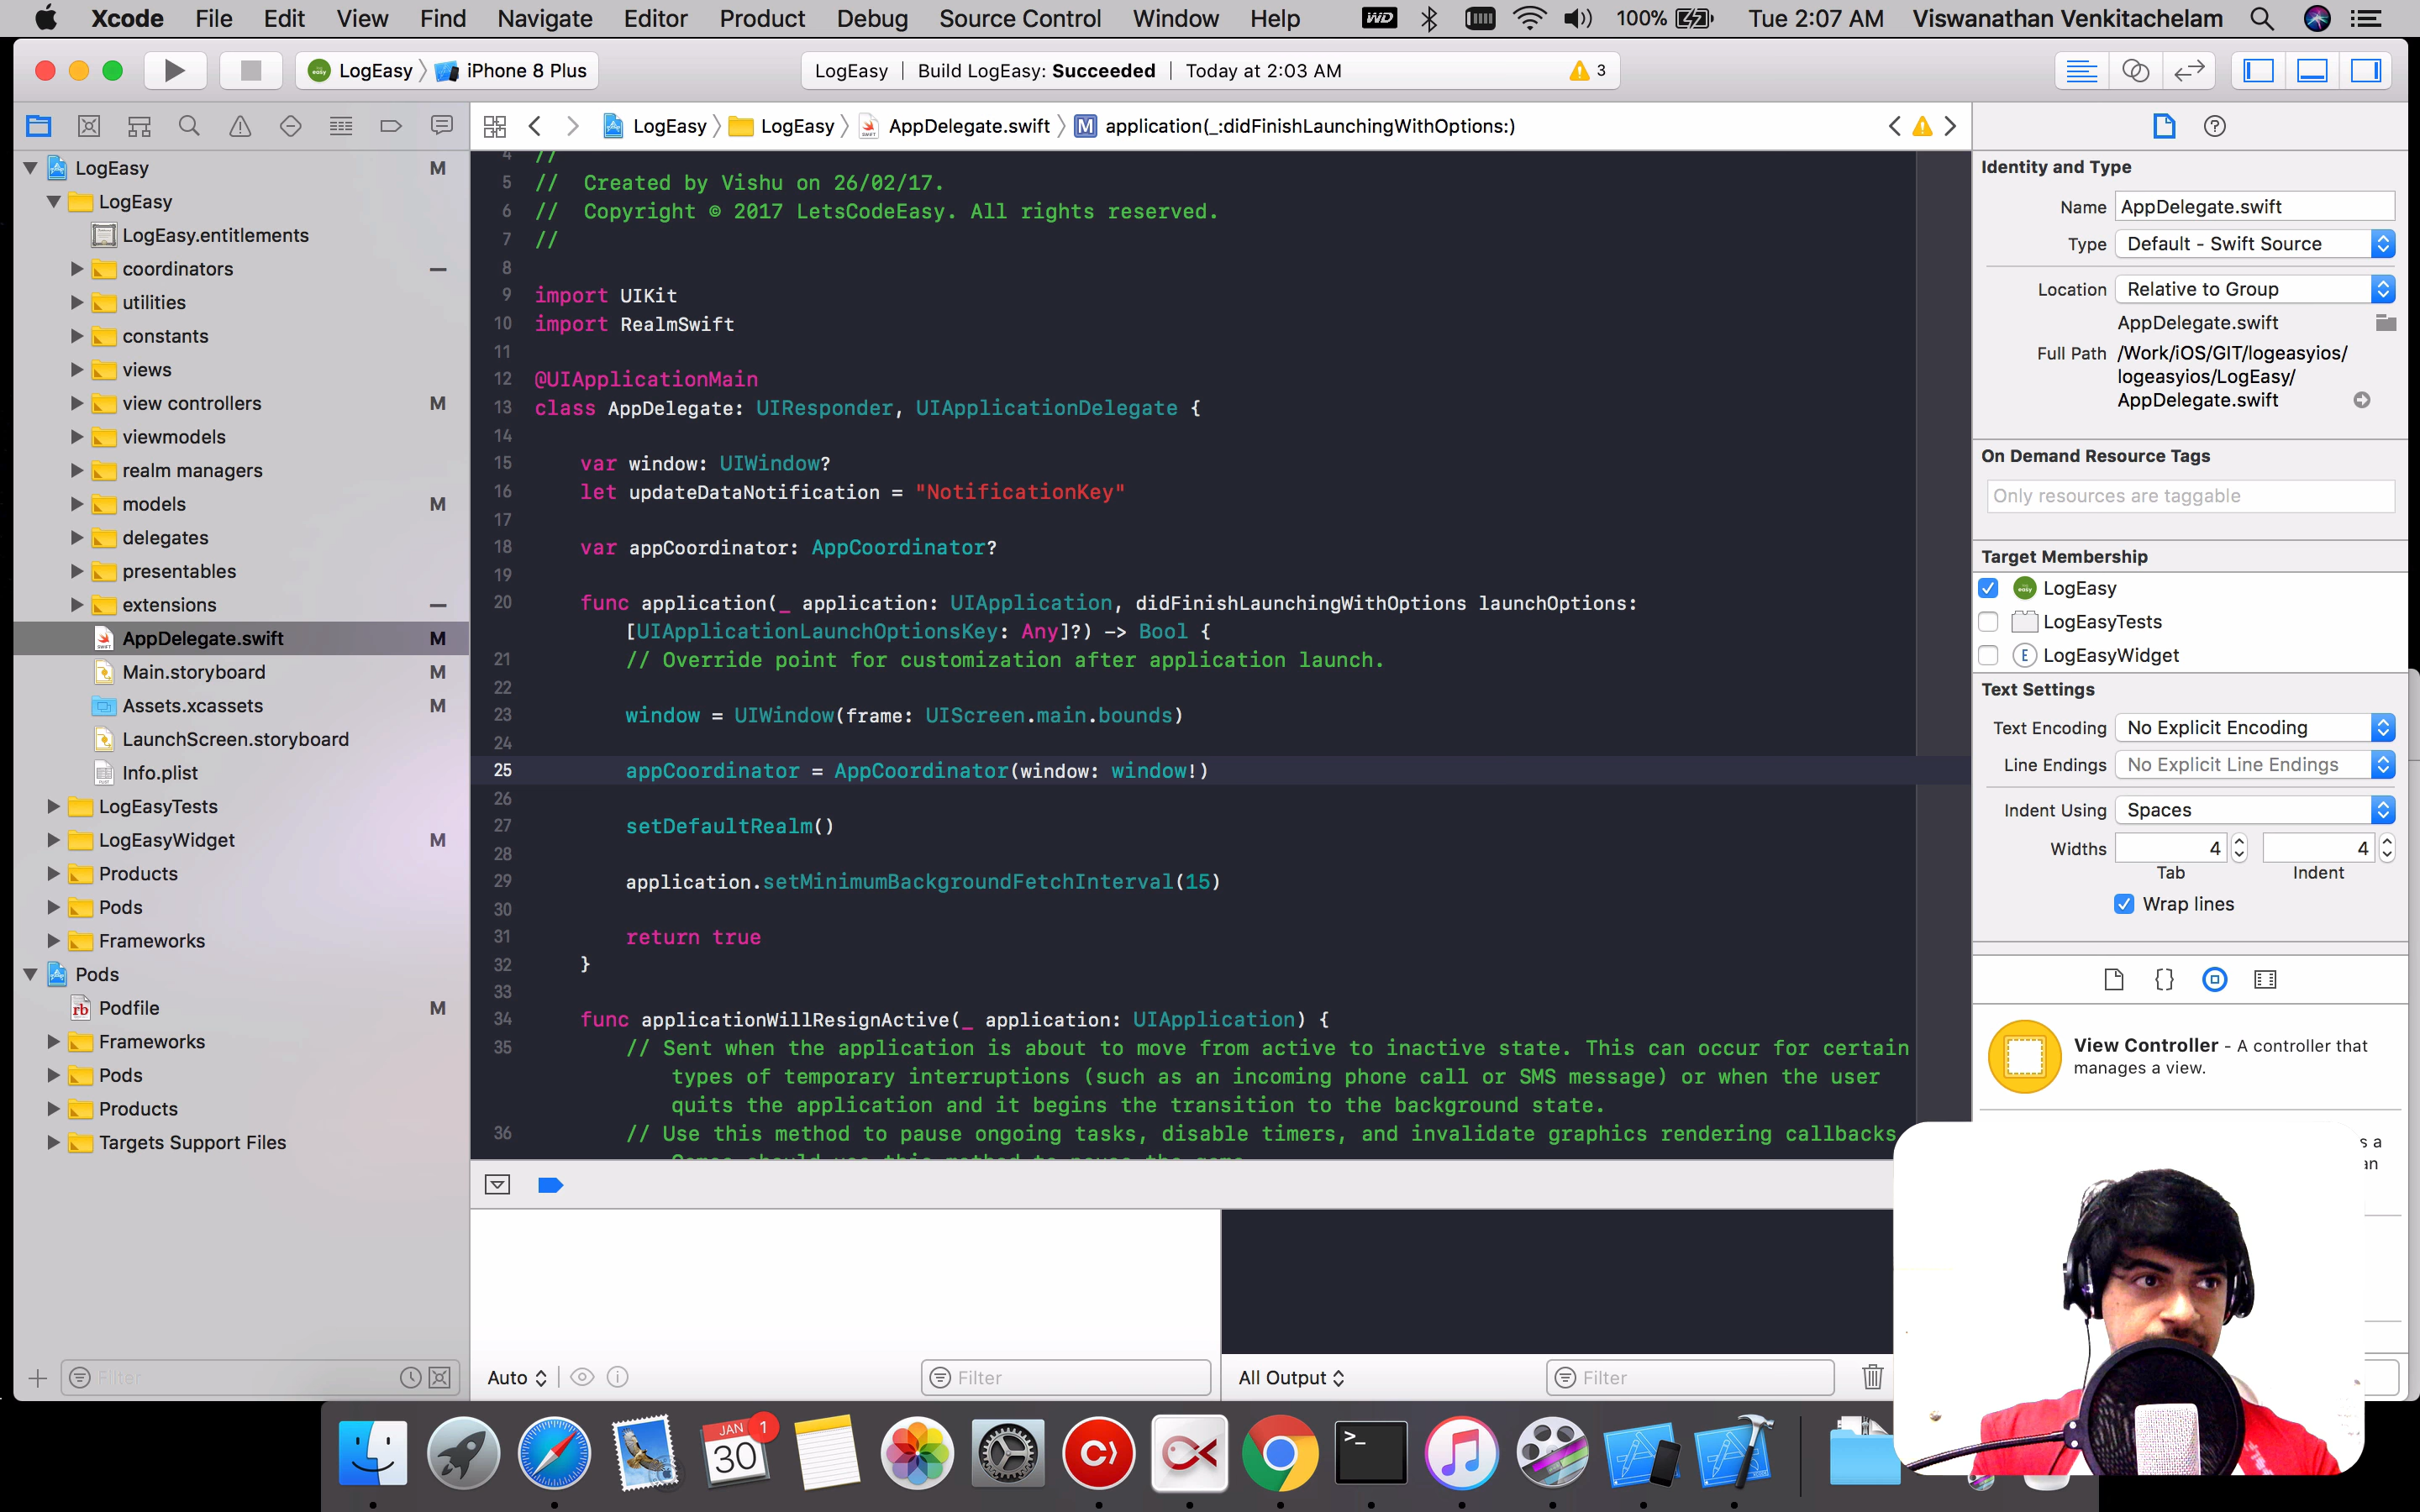 Xcode File Edit View Find Navigate Editor Product Debug Source Control Window Help WD 100% Tue 2:07 AM Viswanathan Venkitachelam
LogEasy iPhone 8 Plus LogEasy | Build LogEasy: Succeeded | Today at 2:03 AM 3
LogEasy LogEasy AppDelegate.swift M application(_:didFinishLaunchingWithOptions:)
LogEasy M
LogEasy
LogEasy.entitlements
coordinators
utilities
constants
views
view controllers M
viewmodels
realm managers
models M
delegates
presentables
extensions
AppDelegate.swift M
Main.storyboard M
Assets.xcassets M
LaunchScreen.storyboard
Info.plist
LogEasyTests
LogEasyWidget M
Products
Pods
Frameworks
Pods
rb Podfile M
Frameworks
Pods
Products
Targets Support Files
Filter
4 //
5 // Created by Vishu on 26/02/17.
6 // Copyright © 2017 LetsCodeEasy. All rights reserved.
7 //
8
9 import UIKit
10 import RealmSwift
11
12 @UIApplicationMain
13 class AppDelegate: UIResponder, UIApplicationDelegate {
14
15 var window: UIWindow?
16 let updateDataNotification = "NotificationKey"
17
18 var appCoordinator: AppCoordinator?
19
20 func application(_ application: UIApplication, didFinishLaunchingWithOptions launchOptions:
[UIApplicationLaunchOptionsKey: Any]?) -> Bool {
21 // Override point for customization after application launch.
22
23 window = UIWindow(frame: UIScreen.main.bounds)
24
25 appCoordinator = AppCoordinator(window: window!)
26
27 setDefaultRealm()
28
29 application.setMinimumBackgroundFetchInterval(15)
30
31 return true
32 }
33
34 func applicationWillResignActive(_ application: UIApplication) {
35 // Sent when the application is about to move from active to inactive state. This can occur for certain
types of temporary interruptions (such as an incoming phone call or SMS message) or when the user
quits the application and it begins the transition to the background state.
36 // Use this method to pause ongoing tasks, disable timers, and invalidate graphics rendering callbacks
Auto Filter
All Output Filter
Identity and Type
Name AppDelegate.swift
Type Default - Swift Source
Location Relative to Group
AppDelegate.swift
Full Path /Work/iOS/GIT/logeasyios/
logeasyios/LogEasy/
AppDelegate.swift
On Demand Resource Tags
Only resources are taggable
Target Membership
LogEasy
LogEasyTests
E LogEasyWidget
Text Settings
Text Encoding No Explicit Encoding
Line Endings No Explicit Line Endings
Indent Using Spaces
Widths 4 4
Tab Indent
Wrap lines
{}
View Controller - A controller that
manages a view.
JAN 1
30